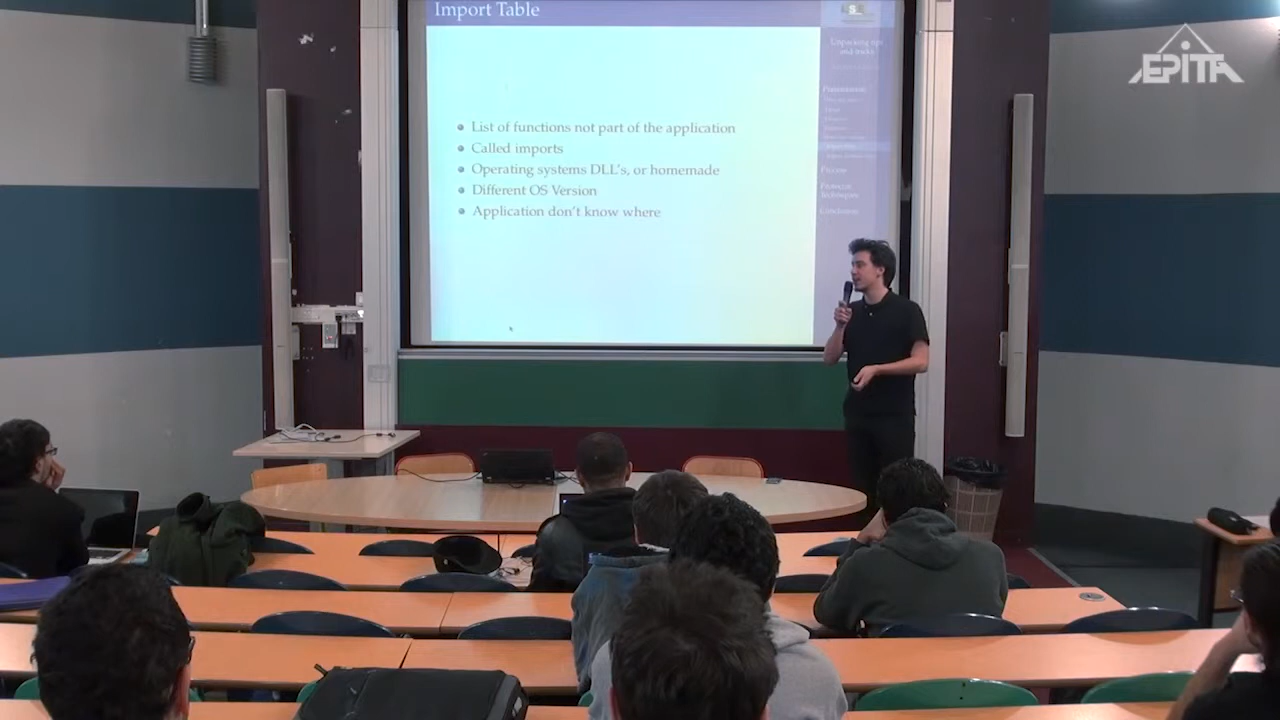 Import Table
Unpacking tips
and tricks
EPITA
List of functions not part of the application
Called imports
Operating systems DLL's, or homemade
Different OS Version
Application don't know where
Presentation
Process
Protocol
Techniques
Conclusion